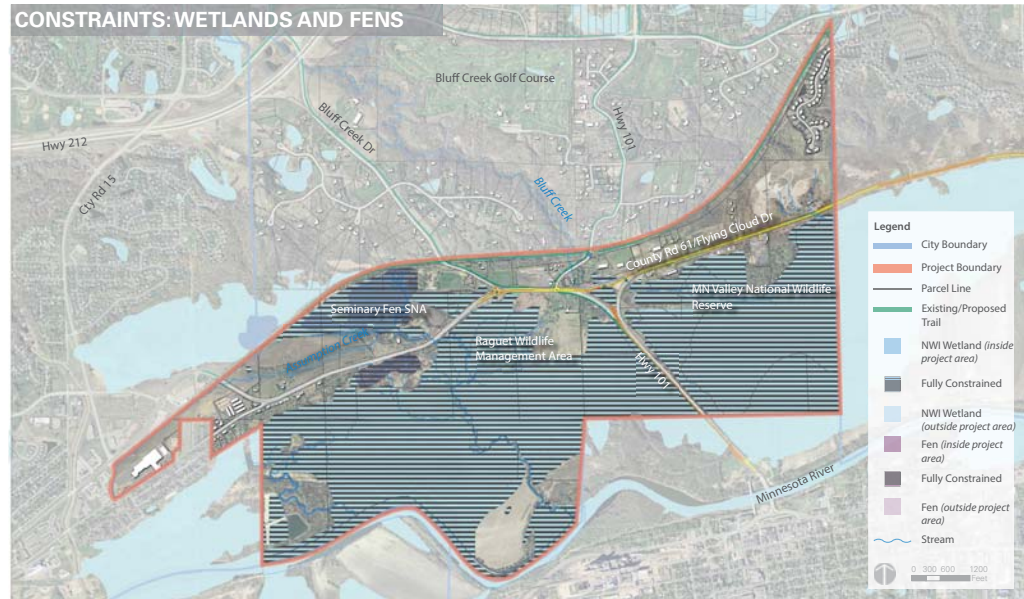 CONSTRAINTS: WETLANDS AND FENS
Bluff Creek Golf Course
Hwy 212
Bluff Creek Dr
Hwy 101
Cty Rd 15
Bluff Creek
County Rd 61/Flying Cloud Dr
MN Valley National Wildlife
Reserve
Seminary Fen SNA
Assumption Creek
Raguet Wildlife
Management Area
Hwy 101
Minnesota River
Legend
City Boundary
Project Boundary
Parcel Line
Existing/Proposed
Trail
NWI Wetland (inside
project area)
Fully Constrained
NWI Wetland
(outside project area)
Fen (inside project
area)
Fully Constrained
Fen (outside project
area)
Stream
0 300 600 1200
Feet